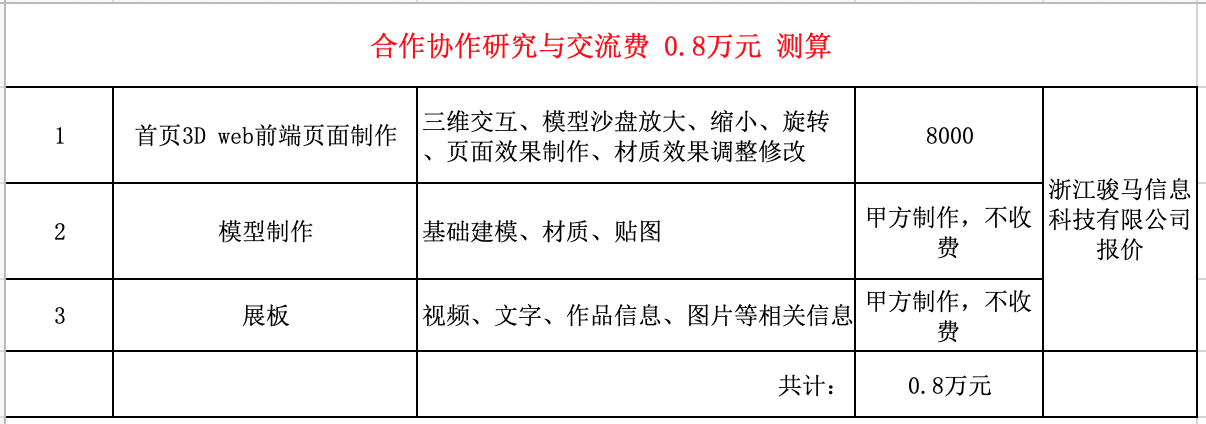 合作协作研究与交流费 0.8万元 测算
1
首页3D web前端页面制作
三维交互、模型沙盘放大、缩小、旋转
、页面效果制作、材质效果调整修改
8000
浙江骏马信息
科技有限公司
报价
2
模型制作
基础建模、材质、贴图
甲方制作，不收
费
3
展板
视频、文字、作品信息、图片等相关信息
甲方制作，不收
费
共计：
0.8万元